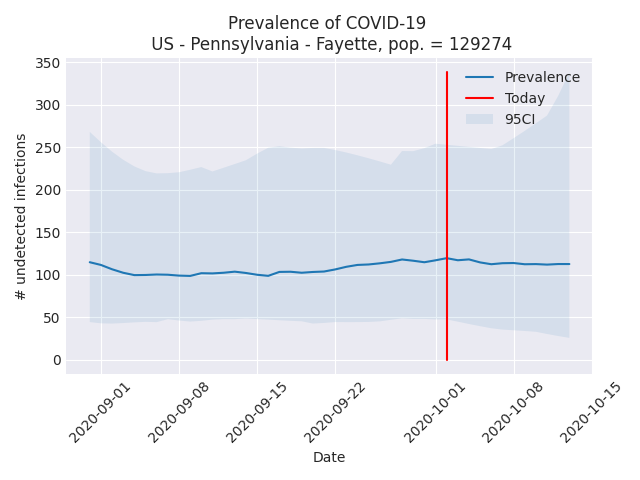 Prevalence of COVID-19
US - Pennsylvania - Fayette, pop. = 129274
Prevalence
Today
95CI
# undetected infections
350
300
250
200
150
100
50
0
2020-09-01
2020-09-08
2020-09-15
2020-09-22
2020-10-01
2020-10-08
2020-10-15
Date